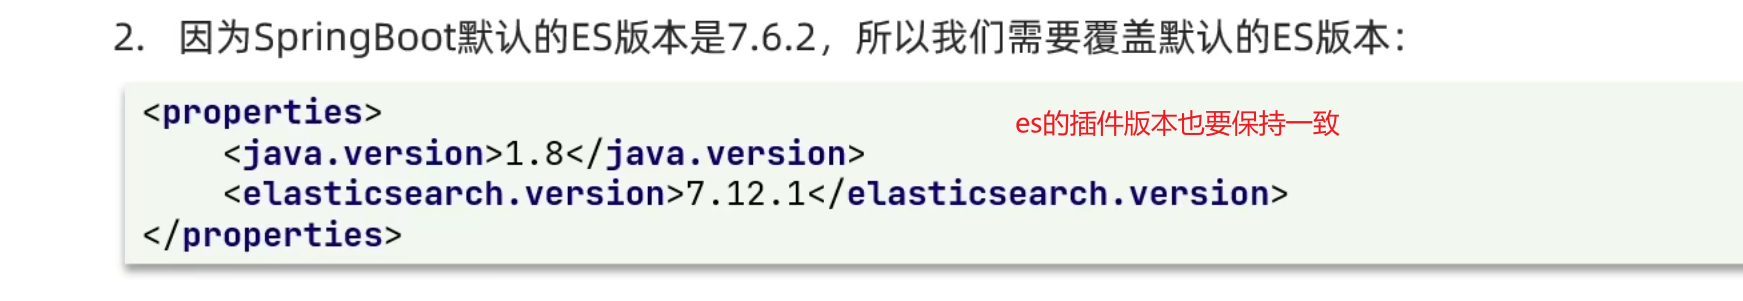 2. 因为SpringBoot默认的ES版本是7.6.2，所以我们需要覆盖默认的ES版本：
<properties>
es的插件版本也要保持一致
    <java.version>1.8</java.version>
    <elasticsearch.version>7.12.1</elasticsearch.version>
</properties>